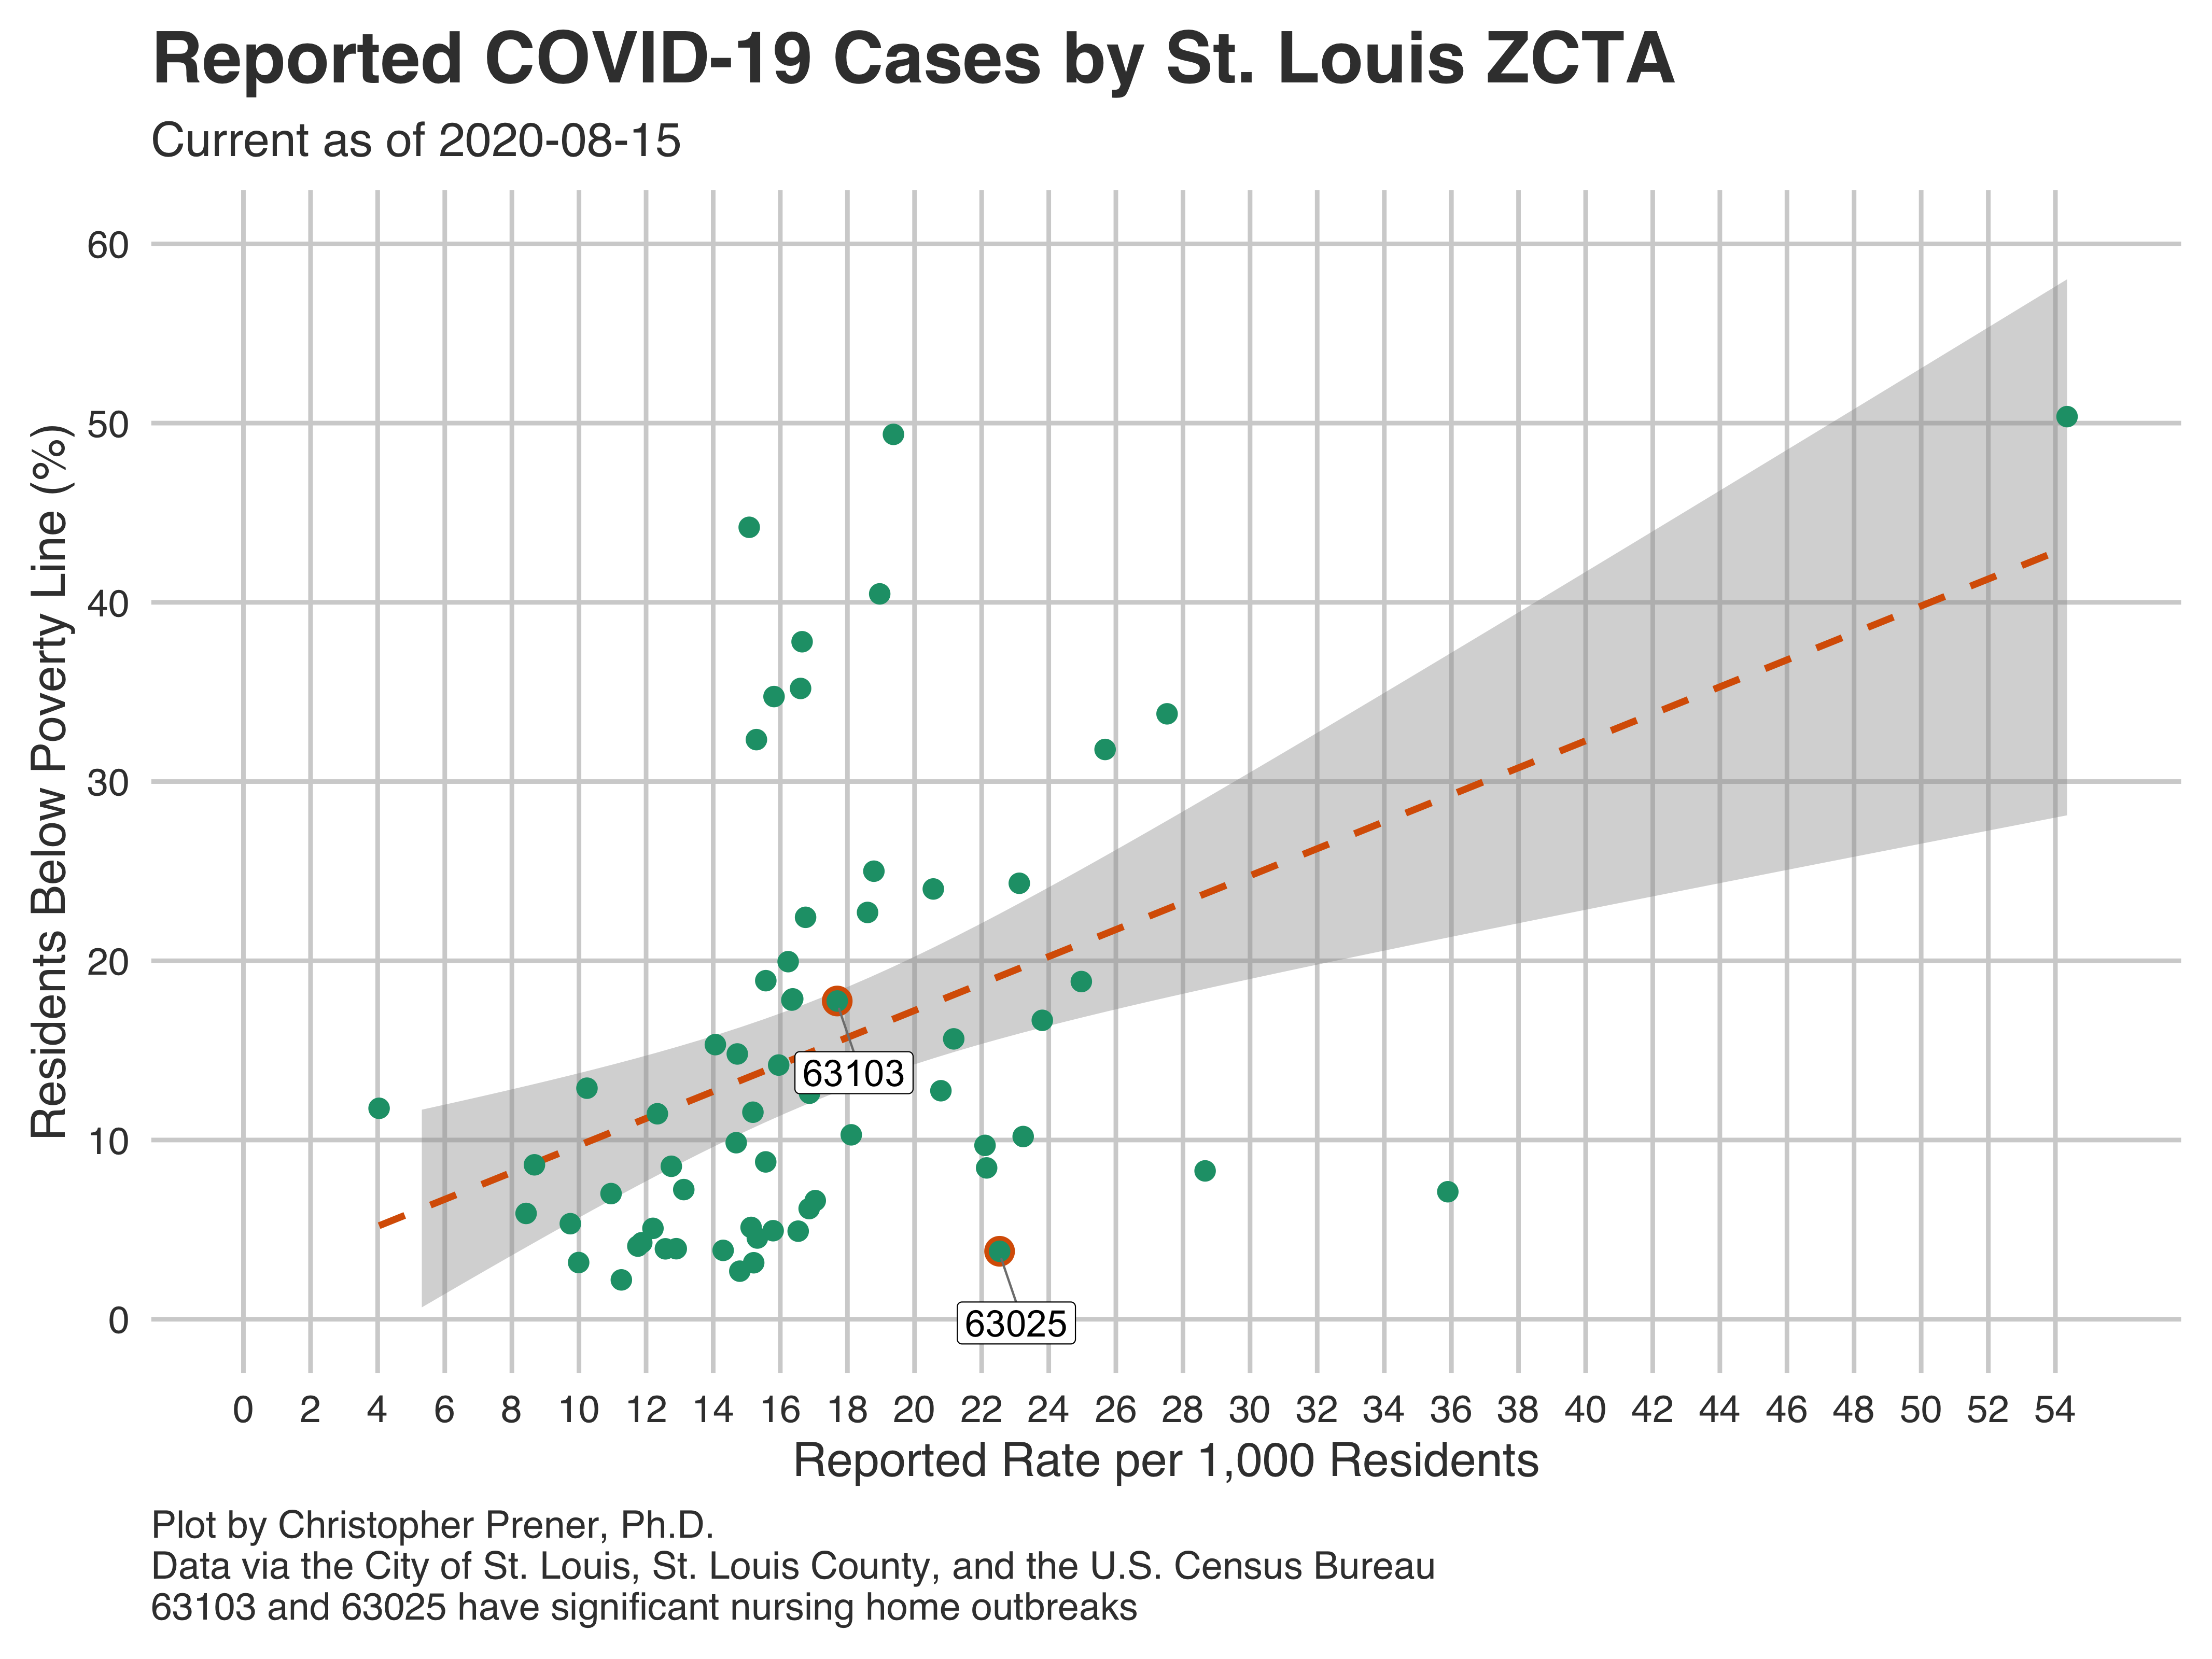 Reported COVID-19 Cases by St. Louis ZCTA
Current as of 2020-08-15
Residents Below Poverty Line (%)
60
50
40
30
20
10
0
63103
63025
0 2 4 6 8 10 12 14 16 18 20 22 24 26 28 30 32 34 36 38 40 42 44 46 48 50 52 54
Reported Rate per 1,000 Residents
Plot by Christopher Prener, Ph.D.
Data via the City of St. Louis, St. Louis County, and the U.S. Census Bureau
63103 and 63025 have significant nursing home outbreaks